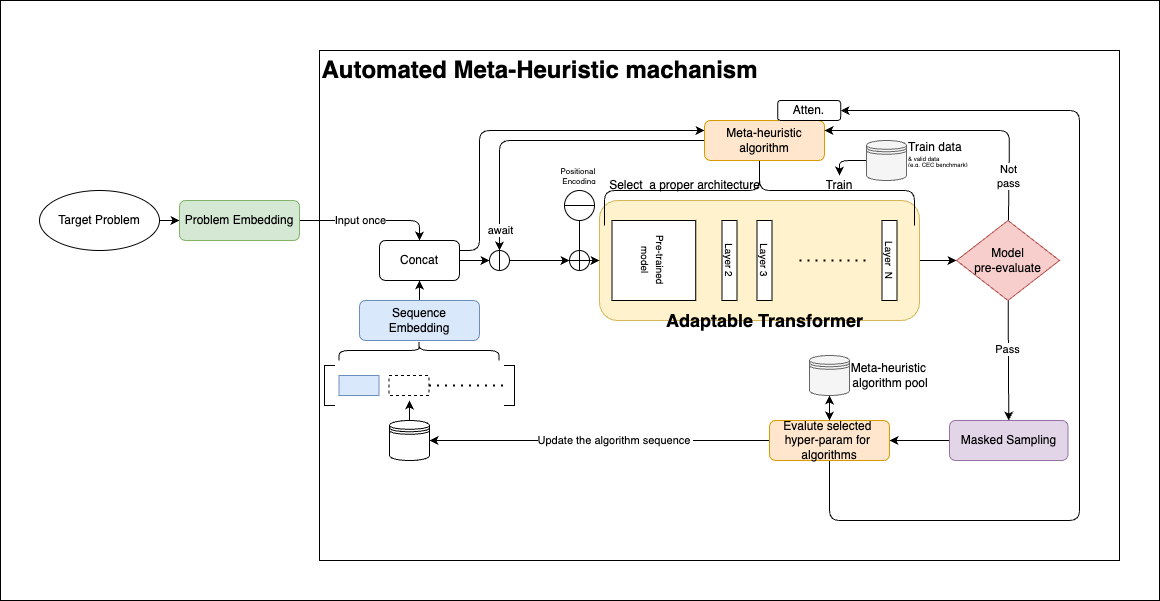 Automated Meta-Heuristic machanism
Atten.
Meta-heuristic
algorithm
Train data
& valid data
(e.g. CEC benchmark)
Positional
Encoding
Select a proper architecture
Train
Not
pass
Target Problem
Problem Embedding
Input once
await
Concat
Pre-trained
model
Layer 2
Layer 3
Layer N
Model
pre-evaluate
Sequence
Embedding
Adaptable Transformer
Pass
Meta-heuristic
algorithm pool
Update the algorithm sequence
Evalute selected
hyper-param for
algorithms
Masked Sampling